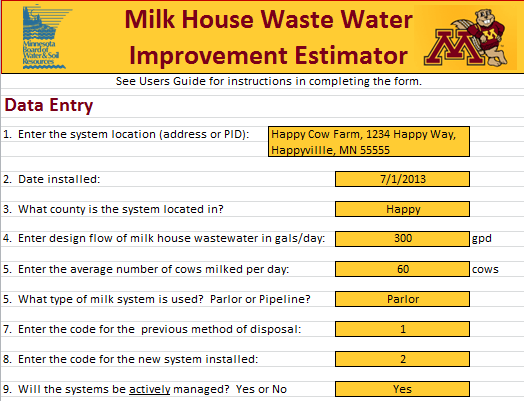 Minnesota
Board of
Water & Soil
Resources
Milk House Waste Water
Improvement Estimator
M
See Users Guide for instructions in completing the form.
Data Entry
1. Enter the system location (address or PID): Happy Cow Farm, 1234 Happy Way,
Happyvillle, MN 55555
2. Date installed: 7/1/2013
3. What county is the system located in? Happy
4. Enter design flow of milk house wastewater in gals/day: 300 gpd
5. Enter the average number of cows milked per day: 60 cows
5. What type of milk system is used? Parlor or Pipeline? Parlor
7. Enter the code for the previous method of disposal: 1
8. Enter the code for the new system installed: 2
9. Will the systems be actively managed? Yes or No Yes